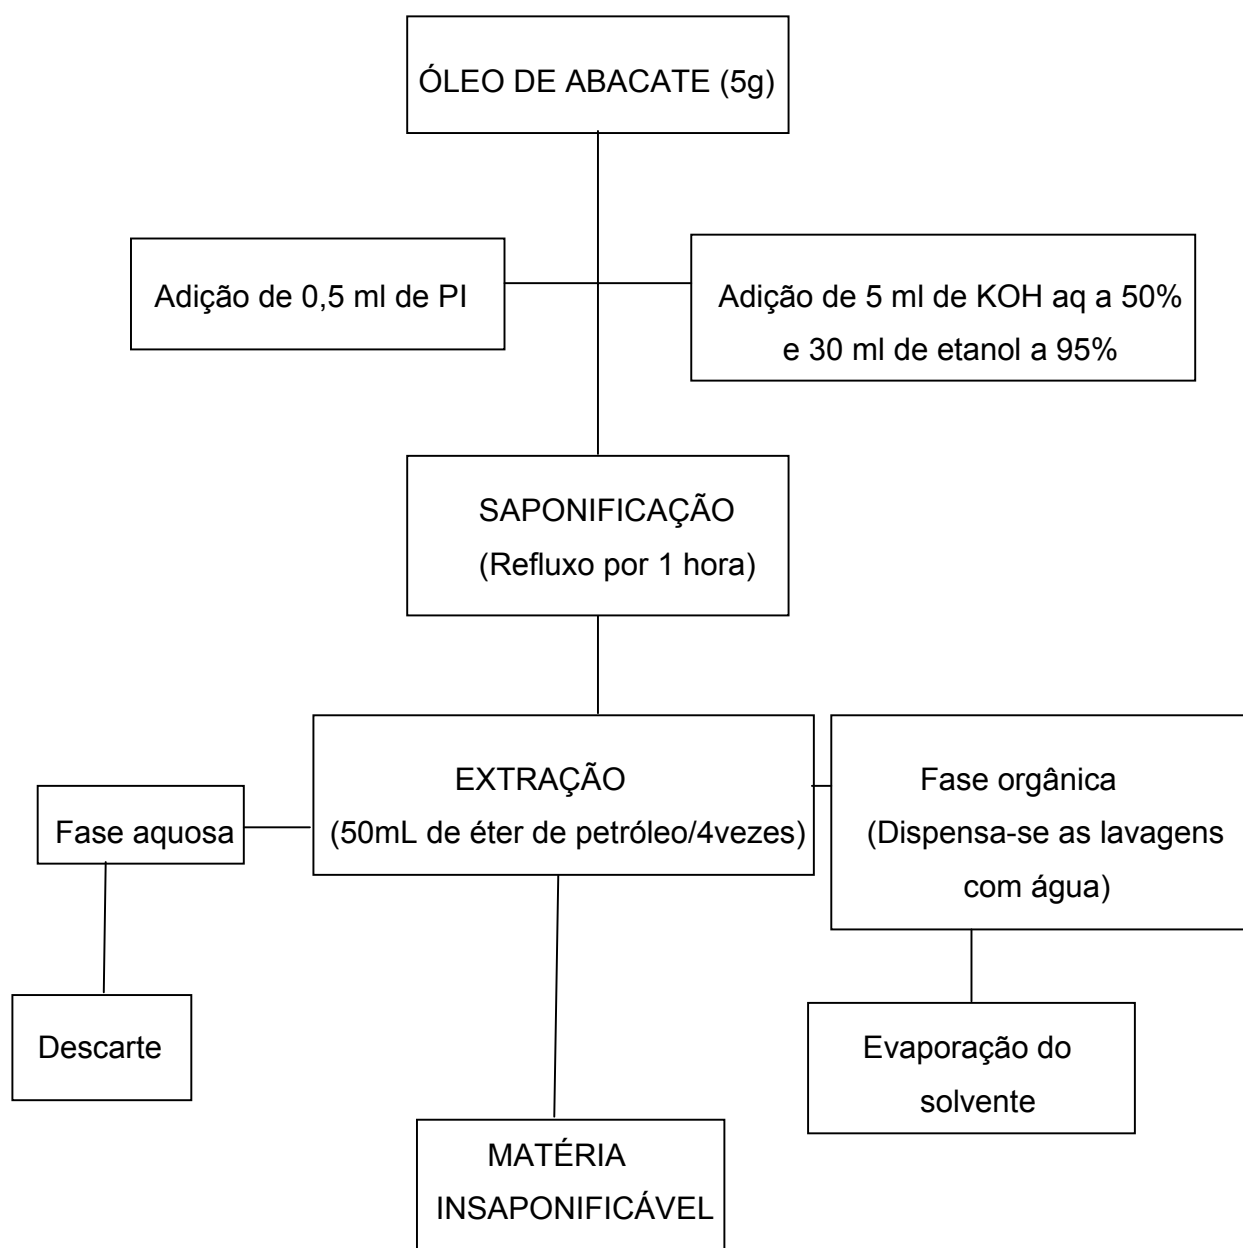 ÓLEO DE ABACATE (5g)
Adição de 0,5 ml de PI
Adição de 5 ml de KOH aq a 50%
e 30 ml de etanol a 95%
SAPONIFICAÇÃO
(Refluxo por 1 hora)
EXTRAÇÃO
(50mL de éter de petróleo/4vezes)
Fase aquosa
Fase orgânica
(Dispensa-se as lavagens
com água)
Descarte
Evaporação do
solvente
MATÉRIA
INSAPONIFICÁVEL